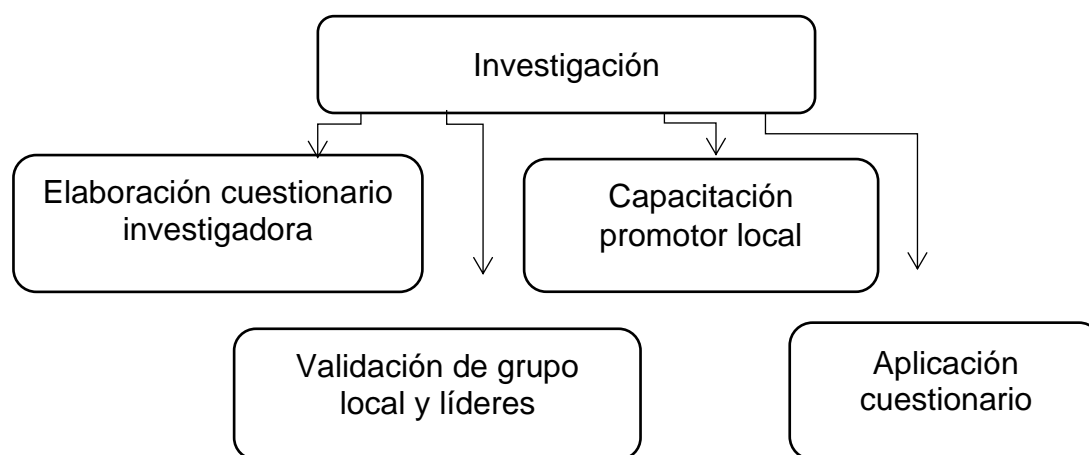 Investigación
Elaboración cuestionario
investigadora
Capacitación
promotor local
Validación de grupo
local y líderes
Aplicación
cuestionario